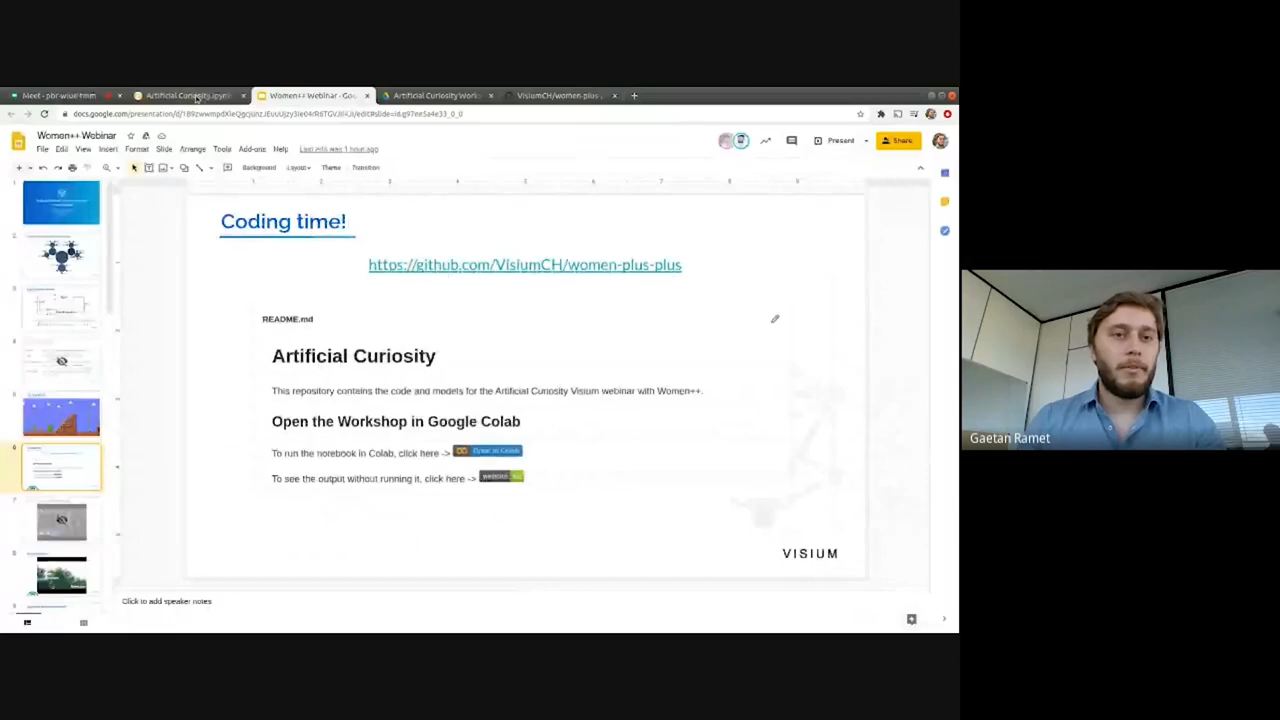 Meet - pbr-wiue-fmm
Artificial Curiosity.ipynb
Women++ Webinar - Goo
Artificial Curiosity Work
VisiumCH/women-plus-
Women++ Webinar
File Edit View Insert Format Slide Arrange Tools Add-ons Help Last edit was 1 hour ago
Present
Share
Background Layout Theme Transition
Coding time!
https://github.com/VisiumCH/women-plus-plus
README.md
Artificial Curiosity
This repository contains the code and models for the Artificial Curiosity Visium webinar with Women++.
Open the Workshop in Google Colab
To run the notebook in Colab, click here -> Open in Colab
To see the output without running it, click here ->
VISIUM
Click to add speaker notes
Gaetan Ramet